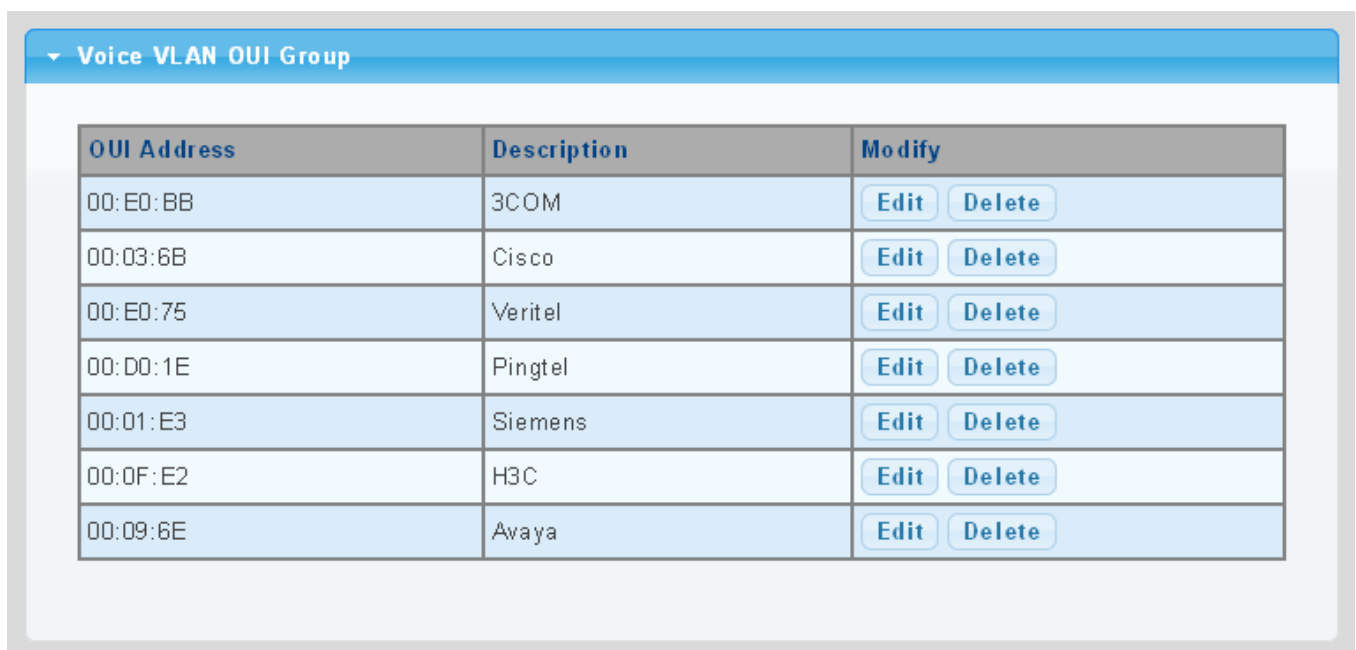 Voice VLAN OUI Group
OUI Address Description Modify
00:E0:BB 3COM Edit Delete
00:03:6B Cisco Edit Delete
00:E0:75 Veritel Edit Delete
00:D0:1E Pingtel Edit Delete
00:01:E3 Siemens Edit Delete
00:0F:E2 H3C Edit Delete
00:09:6E Avaya Edit Delete